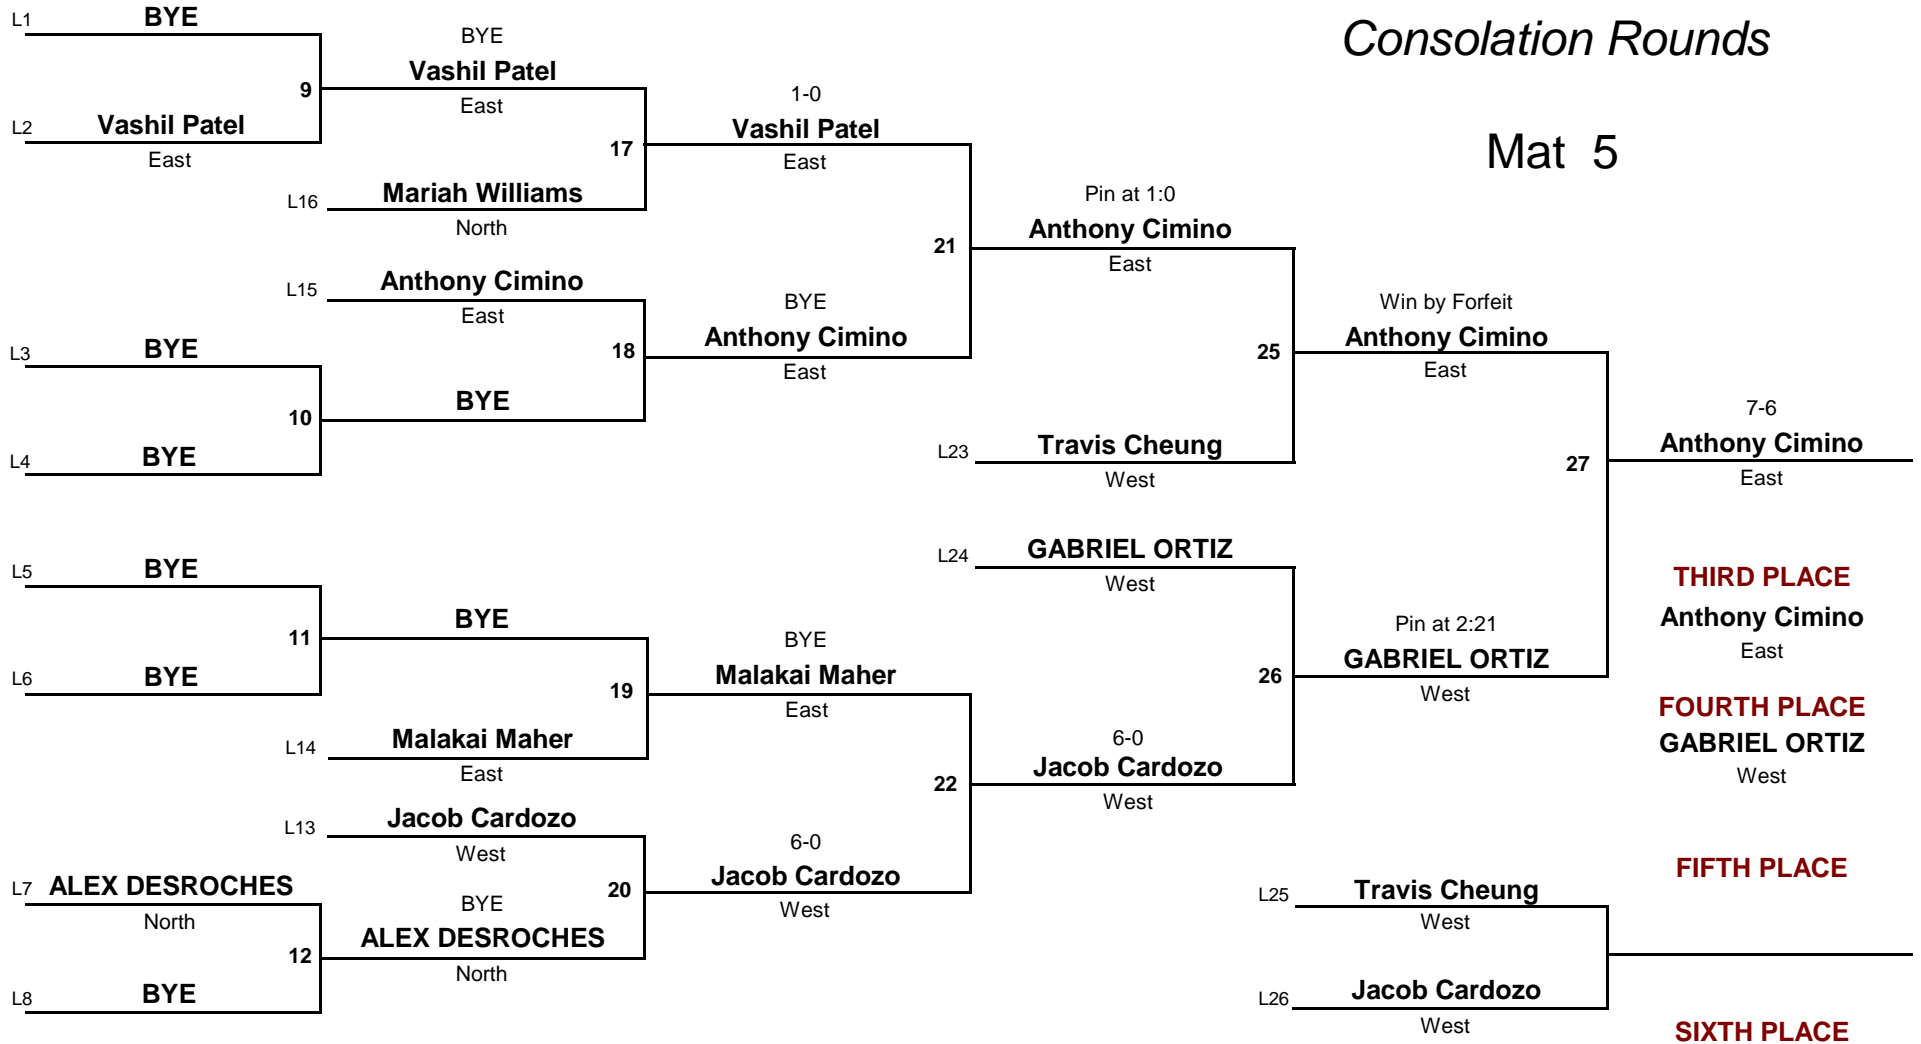 Consolation Rounds
Mat 5
L1 BYE
9
L2 Vashil Patel
East
BYE
Vashil Patel
East
17
L16 Mariah Williams
North
1-0
Vashil Patel
East
L15 Anthony Cimino
East
18
L3 BYE
10
L4 BYE
BYE
BYE
Anthony Cimino
East
21
Pin at 1:0
Anthony Cimino
East
25
L23 Travis Cheung
West
Win by Forfeit
Anthony Cimino
East
27
7-6
Anthony Cimino
East
L5 BYE
11
L6 BYE
BYE
19
L14 Malakai Maher
East
BYE
Malakai Maher
East
22
L13 Jacob Cardozo
West
20
L7 ALEX DESROCHES
North
12
L8 BYE
BYE
ALEX DESROCHES
North
6-0
Jacob Cardozo
West
L24 GABRIEL ORTIZ
West
26
6-0
Jacob Cardozo
West
Pin at 2:21
GABRIEL ORTIZ
West
THIRD PLACE
Anthony Cimino
East
FOURTH PLACE
GABRIEL ORTIZ
West
FIFTH PLACE
L25 Travis Cheung
West
L26 Jacob Cardozo
West
SIXTH PLACE